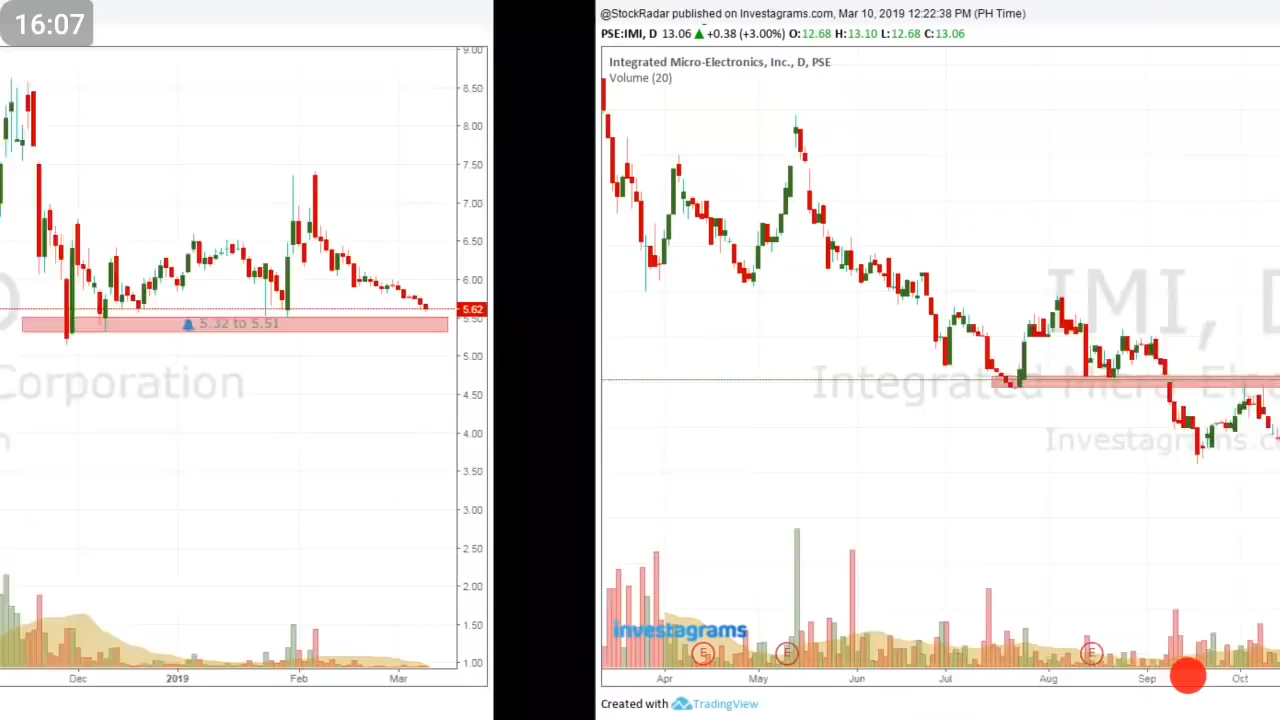 16:07
9.00
8.50
8.00
7.50
7.00
6.50
6.00
5.62
5.50
5.32 to 5.51
5.00
4.50
4.00
3.50
3.00
2.50
2.00
1.50
1.00
Corporation
Dec 2019 Feb Mar
@StockRadar published on Investagrams.com, Mar 10, 2019 12:22:38 PM (PH Time)
PSE:IMI, D 13.06 ▲ +0.38 (+3.00%) O:12.68 H:13.10 L:12.68 C:13.06
Integrated Micro-Electronics, Inc., D, PSE
Volume (20)
IMI,
Integrated Micro-Elec
Investagrams.co
investagrams
E E E
Apr May Jun Jul Aug Sep Oct
Created with TradingView